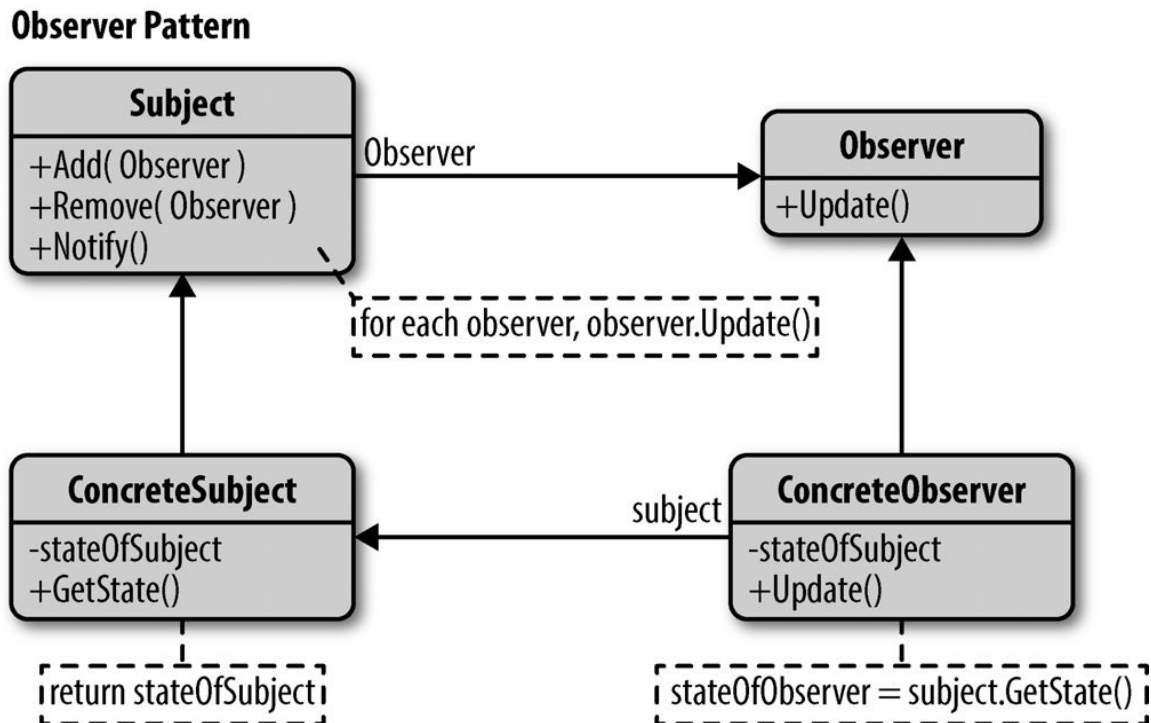 Observer Pattern
Subject
+Add( Observer )
+Remove( Observer )
+Notify()
Observer
Observer
+Update()
for each observer, observer.Update()
ConcreteSubject
-stateOfSubject
+GetState()
subject
ConcreteObserver
-stateOfSubject
+Update()
return stateOfSubject
stateOfObserver = subject.GetState()